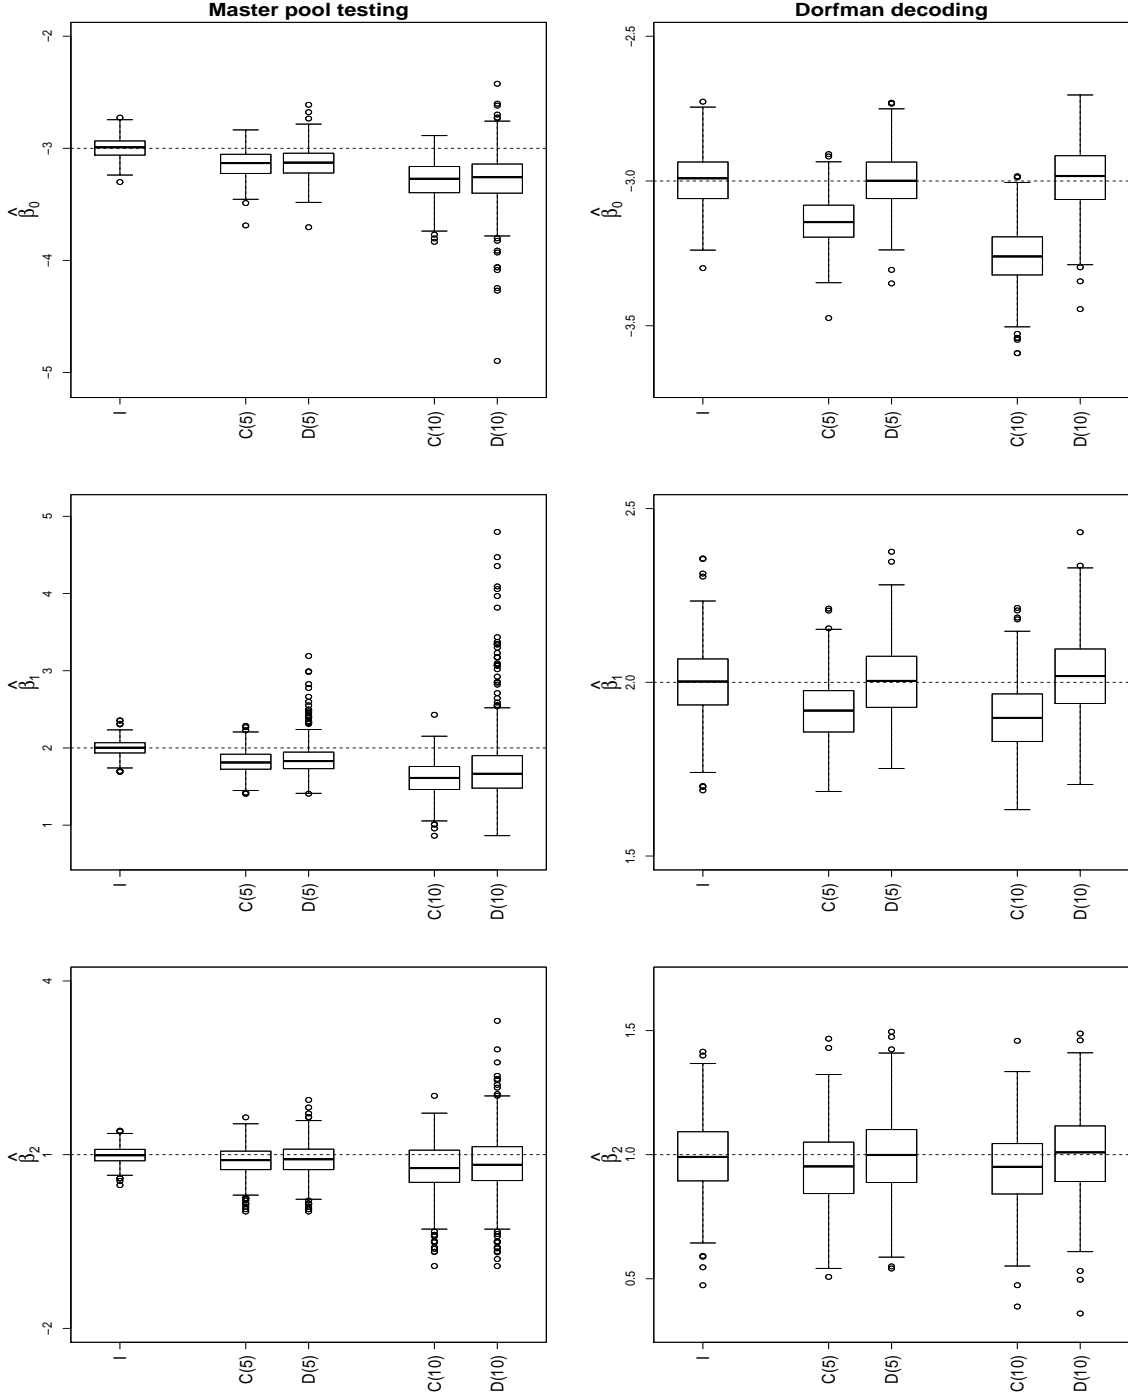 Master pool testing
β̂0
-2
-3
-4
-5
I
C(5)
D(5)
C(10)
D(10)
Dorfman decoding
β̂0
-2.5
-3.0
-3.5
I
C(5)
D(5)
C(10)
D(10)
β̂1
5
4
3
2
1
I
C(5)
D(5)
C(10)
D(10)
β̂1
2.5
2.0
1.5
I
C(5)
D(5)
C(10)
D(10)
β̂2
4
1
-2
I
C(5)
D(5)
C(10)
D(10)
β̂2
1.5
1.0
0.5
I
C(5)
D(5)
C(10)
D(10)